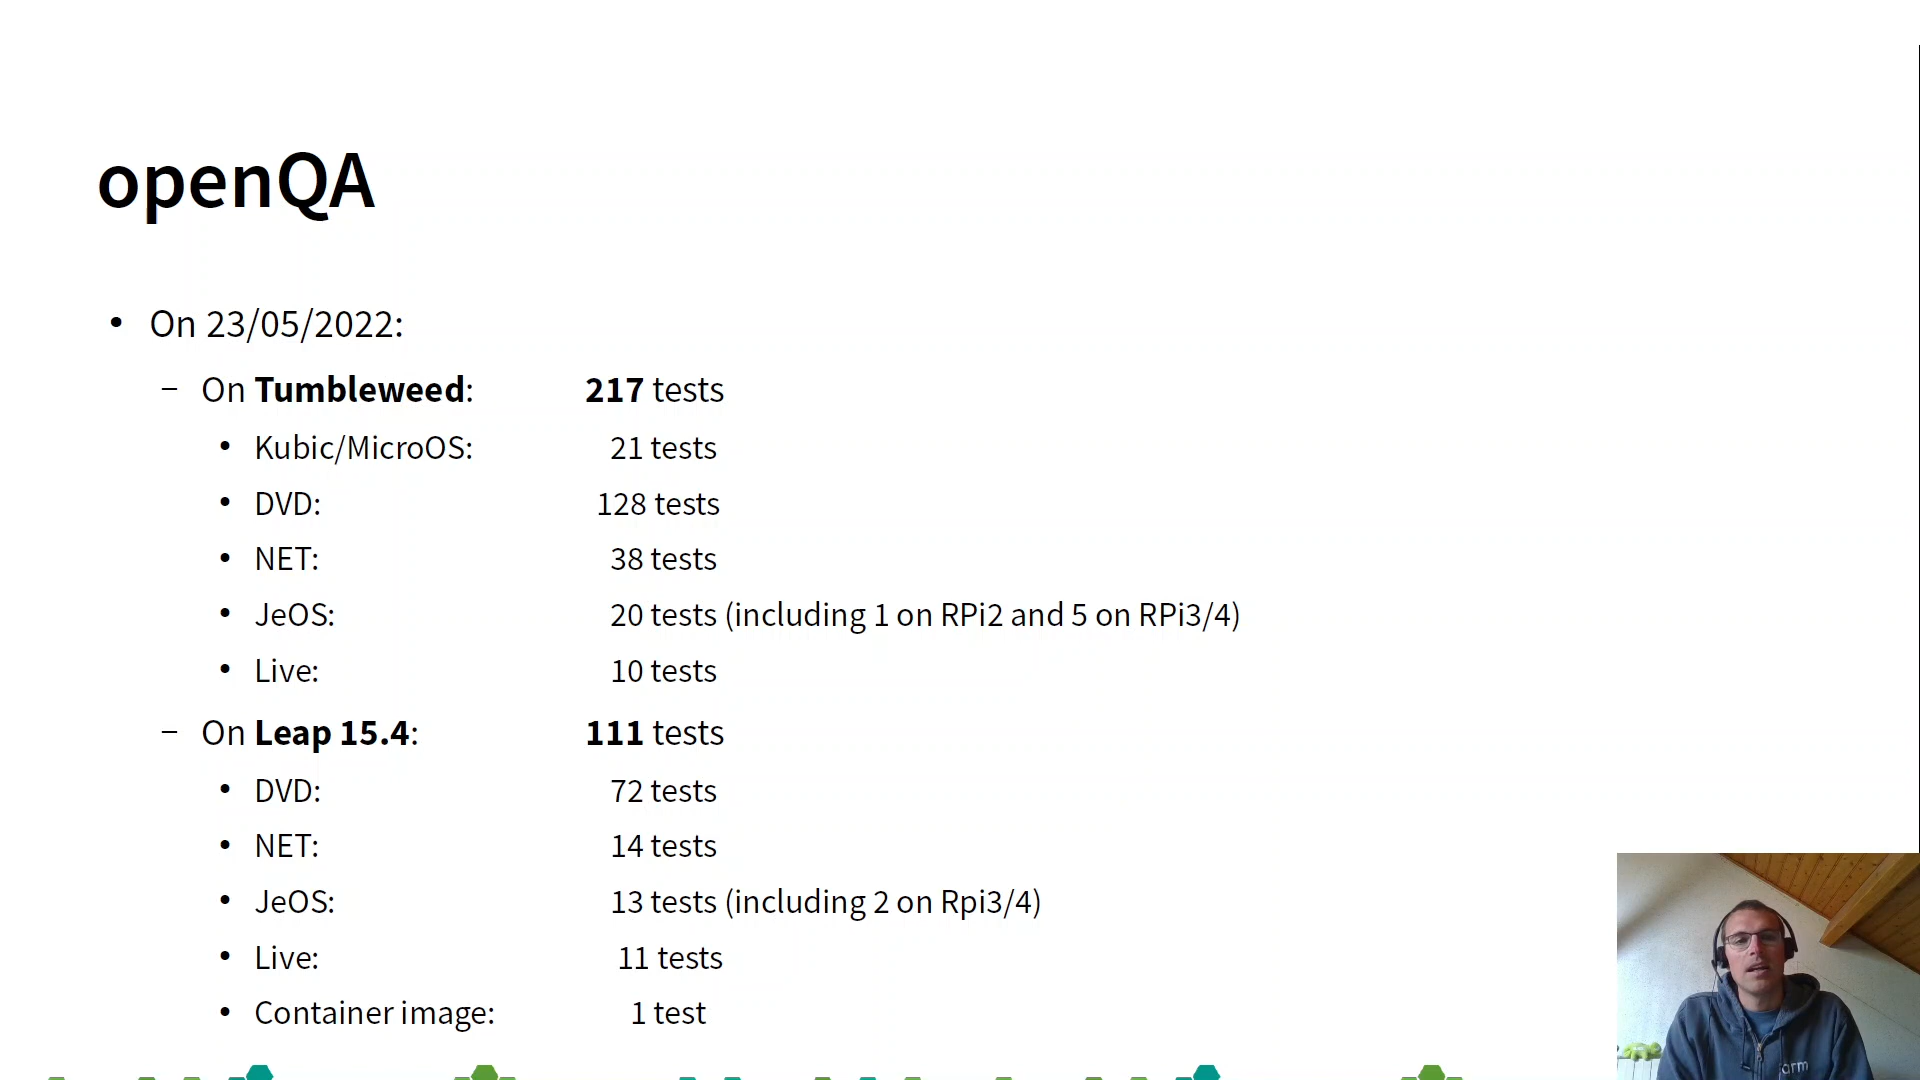 openQA
• On 23/05/2022:
– On Tumbleweed: 217 tests
• Kubic/MicroOS: 21 tests
• DVD: 128 tests
• NET: 38 tests
• JeOS: 20 tests (including 1 on RPi2 and 5 on RPi3/4)
• Live: 10 tests
– On Leap 15.4: 111 tests
• DVD: 72 tests
• NET: 14 tests
• JeOS: 13 tests (including 2 on Rpi3/4)
• Live: 11 tests
• Container image: 1 test
arm